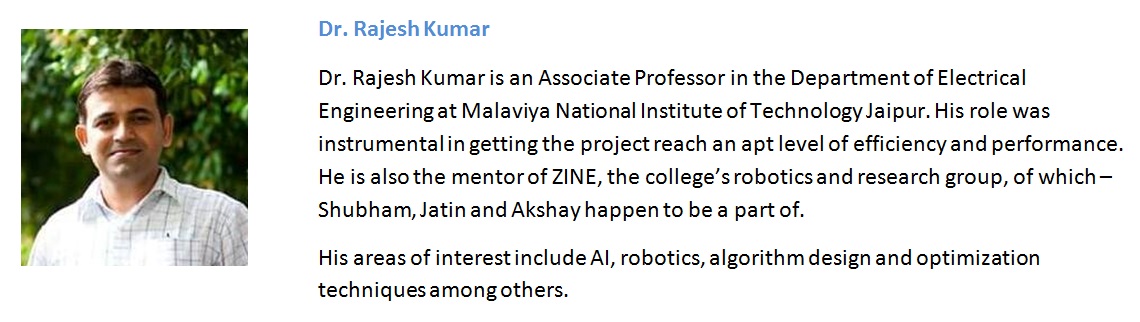 Dr. Rajesh Kumar
Dr. Rajesh Kumar is an Associate Professor in the Department of Electrical
Engineering at Malaviya National Institute of Technology Jaipur. His role was
instrumental in getting the project reach an apt level of efficiency and performance.
He is also the mentor of ZINE, the college’s robotics and research group, of which –
Shubham, Jatin and Akshay happen to be a part of.
His areas of interest include AI, robotics, algorithm design and optimization
techniques among others.